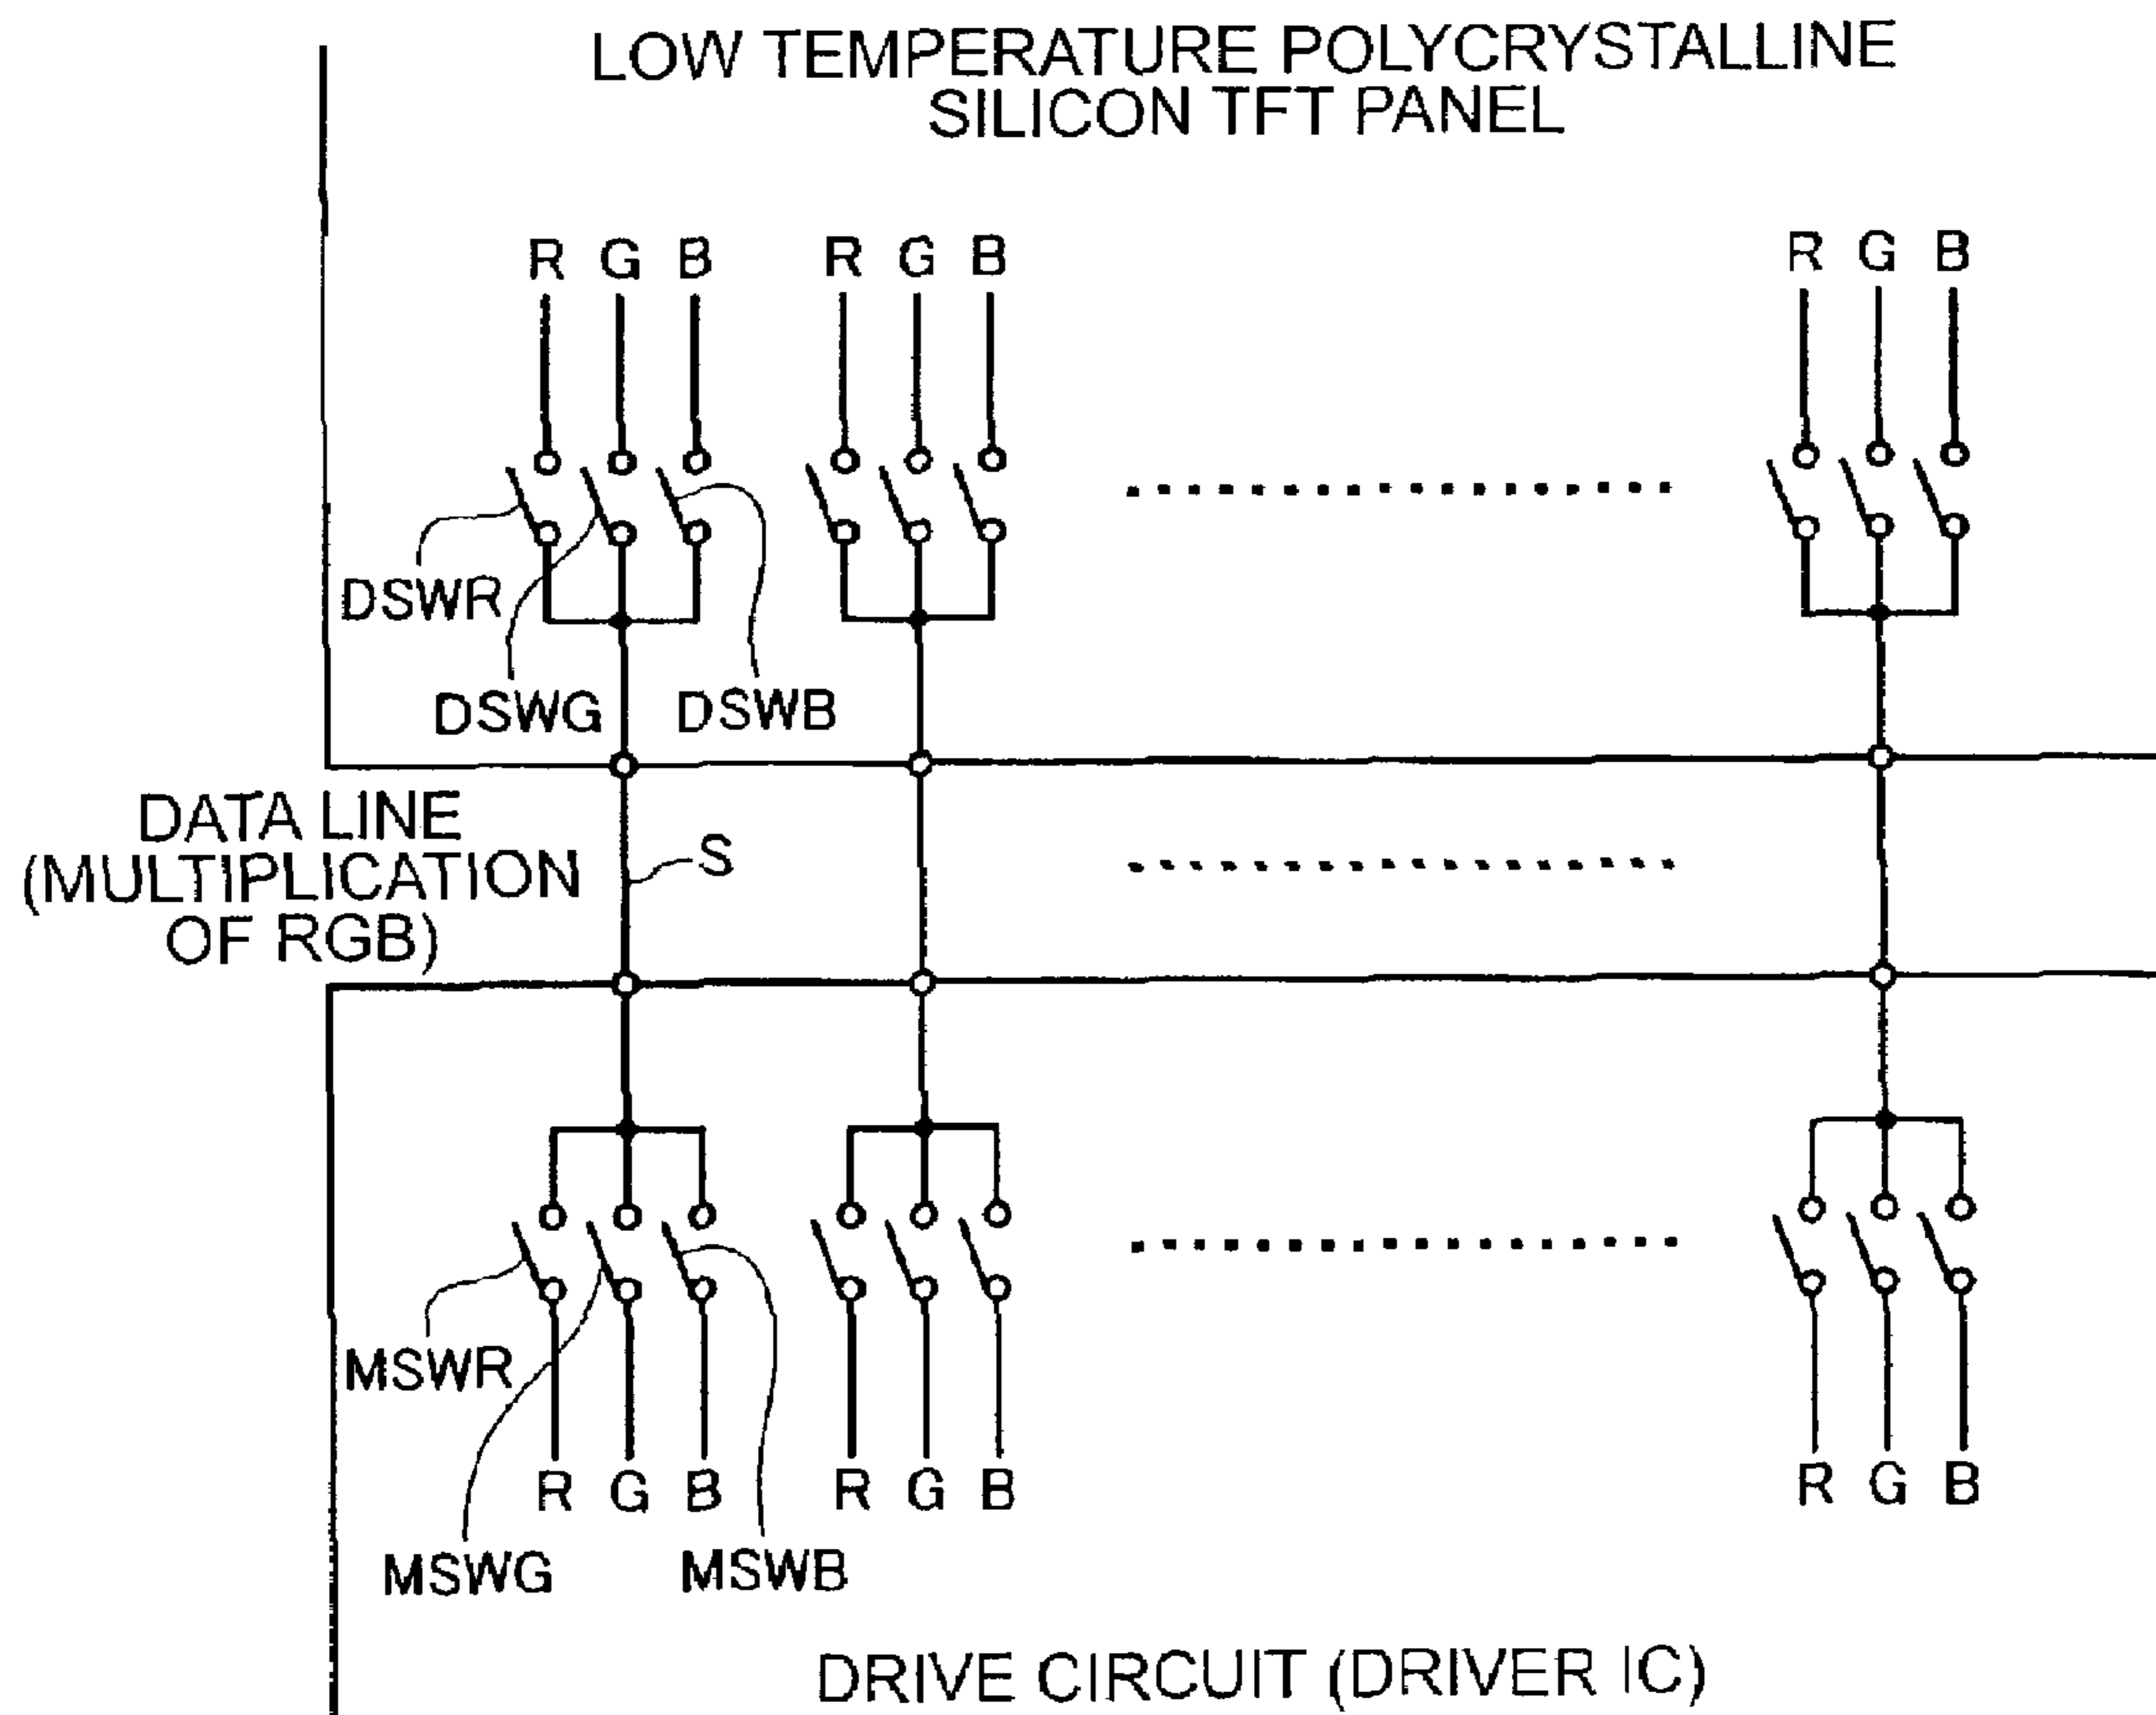 LOW TEMPERATURE POLYCRYSTALLINE
SILICON TFT PANEL
R G B R G B R G B
DSWR
DSWG DSWB
DATA LINE
(MULTIPLICATION
OF RGB)
S
MSWR
R G B R G B R G B
MSWG MSWB
DRIVE CIRCUIT (DRIVER IC)